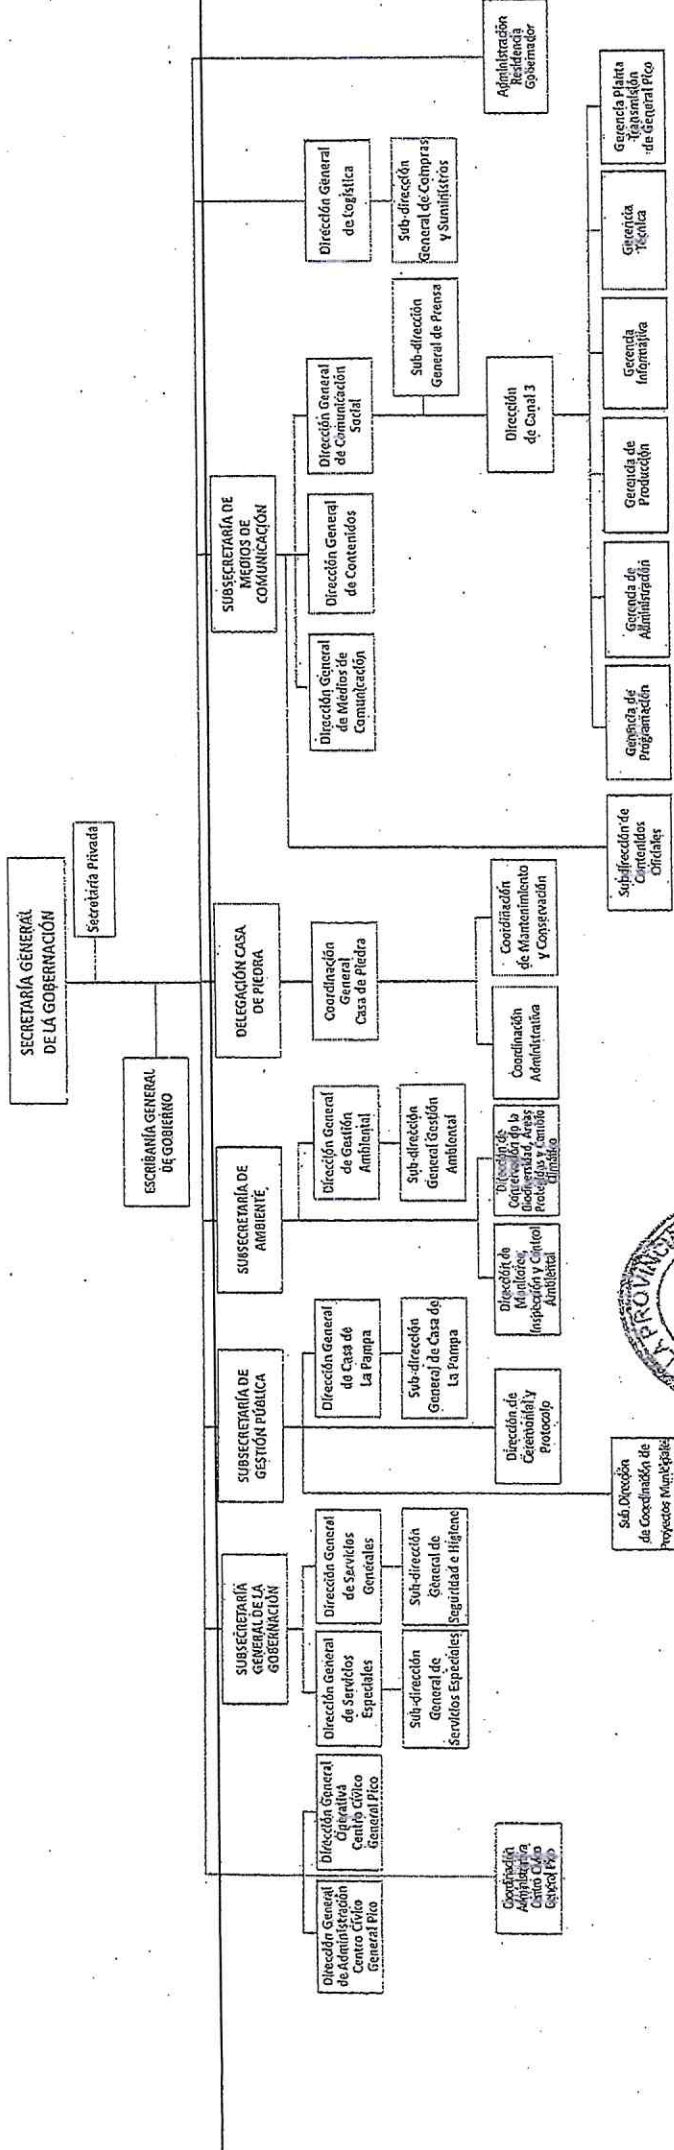 SECRETARÍA GENERAL
DE LA GOBERNACIÓN
Secretaría Privada
ESCRIBANÍA GENERAL
DE GOBIERNO
SUBSECRETARÍA
GENERAL DE LA
GOBERNACIÓN
SUBSECRETARÍA DE
GESTIÓN PÚBLICA
SUBSECRETARÍA DE
AMBIENTE
DELEGACIÓN CASA
DE PIEDRA
SUBSECRETARÍA DE
MEDIOS DE
COMUNICACIÓN
Dirección General
de Administración
Centro Cívico
General Pico
Dirección General
Operativa
Centro Cívico
General Pico
Dirección General
de Servicios
Especiales
Dirección General
de Servicios
Generales
Dirección General
de Casa de
La Pampa
Dirección General
de Gestión
Ambiental
Coordinación
General
Casa de Piedra
Dirección General
de Medios de
Comunicación
Dirección General
de Contenidos
Dirección General
de Comunicación
Social
Dirección General
de Logística
Sub-dirección
General de
Servicios Especiales
Sub-dirección
General de
Seguridad e Higiene
Sub-dirección
General de Casa de
La Pampa
Sub-dirección
General Gestión
Ambiental
Sub-dirección
General de Prensa
Sub-dirección
General de Compras
y Suministros
Coordinación
Administrativa
Centro Cívico
General Pico
Dirección de
Ceremonial y
Protocolo
Dirección de
Monitoreo,
Inspección y Control
Ambiental
Dirección de
Conservación de la
Biodiversidad, Áreas
Protegidas y Cambio
Climático
Coordinación
Administrativa
Coordinación
de Mantenimiento
y Conservación
Dirección
de Canal 3
Administración
Residencia
Gobernador
Sub.Dirección
de Coordinación de
Proyectos Municipales
Subdirección de
Contenidos
Oficiales
Gerencia de
Programación
Gerencia de
Administración
Gerencia de
Producción
Gerencia
Informativa
Gerencia
Técnica
Gerencia Planta
Transmisión
de General Pico
LA PROVINCIA